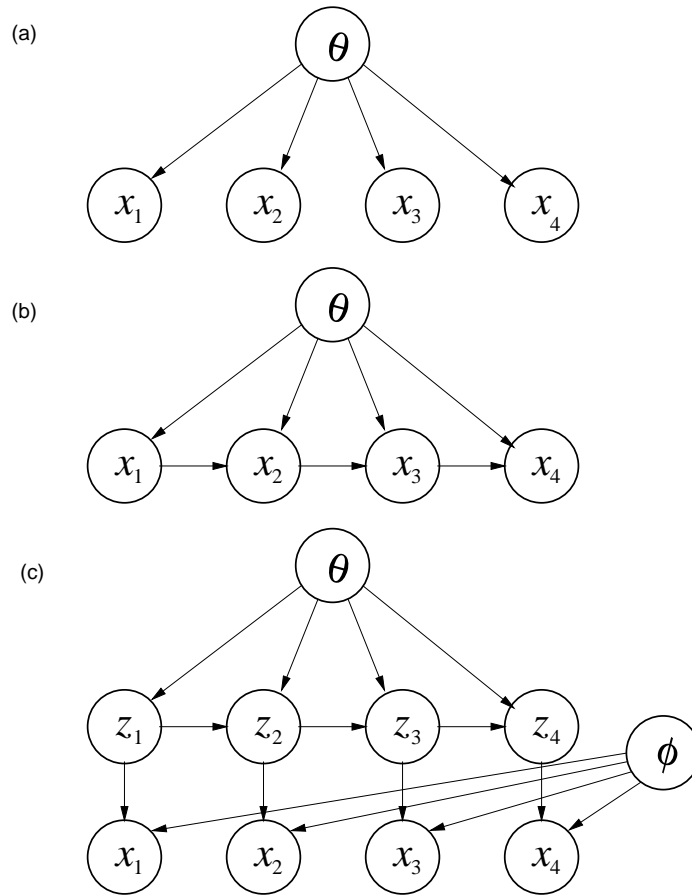 (a)
θ
x₁ x₂ x₃ x₄
(b)
θ
x₁ x₂ x₃ x₄
(c)
θ
z₁ z₂ z₃ z₄
ϕ
x₁ x₂ x₃ x₄